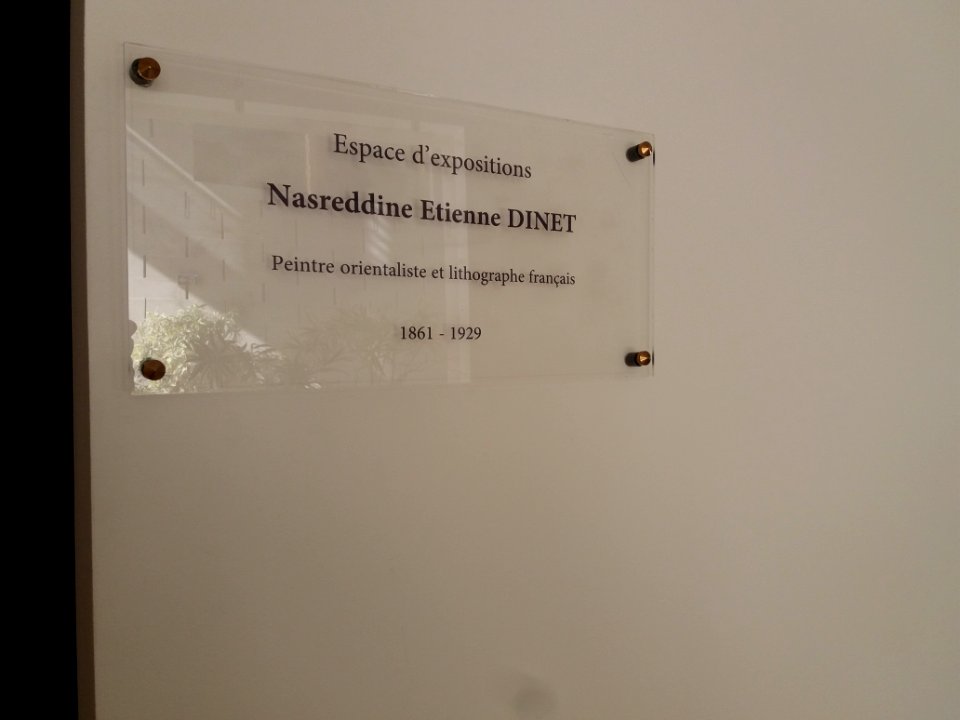 Espace d'expositions
Nasreddine Etienne DINET
Peintre orientaliste et lithographe français
1861 - 1929